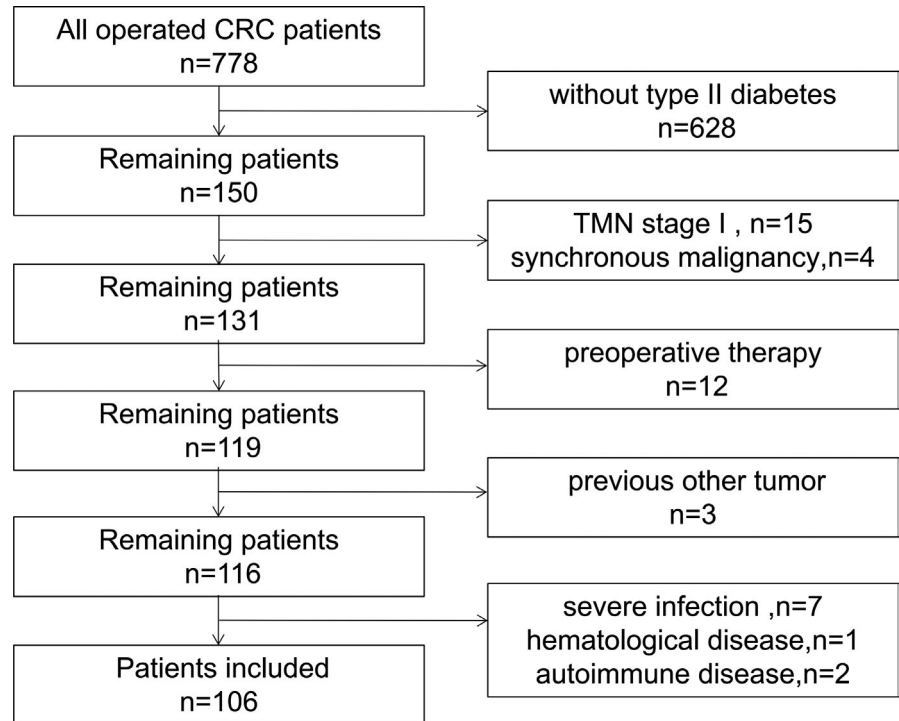 All operated CRC patients
n=778
without type II diabetes
n=628
Remaining patients
n=150
TMN stage I , n=15
synchronous malignancy,n=4
Remaining patients
n=131
preoperative therapy
n=12
Remaining patients
n=119
previous other tumor
n=3
Remaining patients
n=116
severe infection ,n=7
hematological disease,n=1
autoimmune disease,n=2
Patients included
n=106